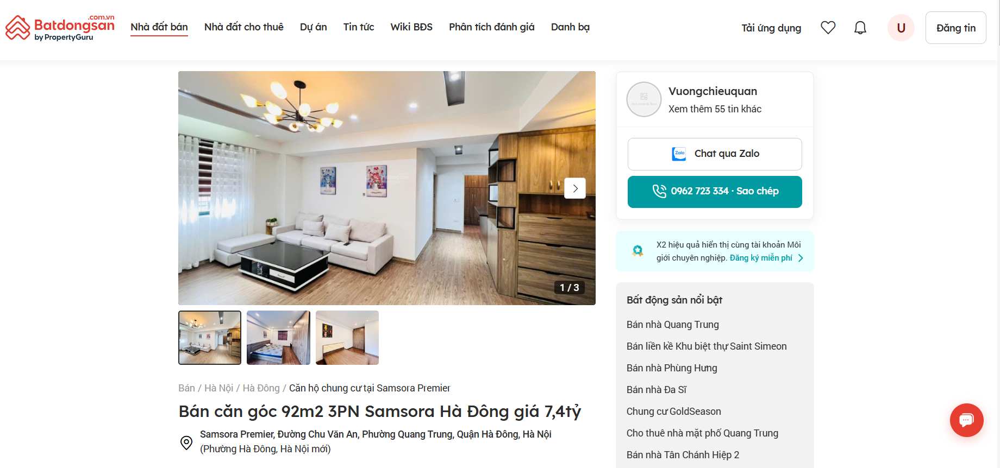 Batdongsan
.com.vn
by PropertyGuru
Nhà đất bán
Nhà đất cho thuê
Dự án
Tin tức
Wiki BĐS
Phân tích đánh giá
Danh bạ
Tải ứng dụng
U
Đăng tin
1 / 3
Vuongchieuquan
Xem thêm 55 tin khác
Zalo
Chat qua Zalo
0962 723 334 · Sao chép
X2 hiệu quả hiển thị cùng tài khoản Môi
giới chuyên nghiệp. Đăng ký miễn phí
Bất động sản nổi bật
Bán nhà Quang Trung
Bán liền kề Khu biệt thự Saint Simeon
Bán nhà Phùng Hưng
Bán nhà Đa Sĩ
Chung cư GoldSeason
Cho thuê nhà mặt phố Quang Trung
Bán nhà Tân Chánh Hiệp 2
Bán / Hà Nội / Hà Đông / Căn hộ chung cư tại Samsora Premier
Bán căn góc 92m2 3PN Samsora Hà Đông giá 7,4tỷ
Samsora Premier, Đường Chu Văn An, Phường Quang Trung, Quận Hà Đông, Hà Nội
(Phường Hà Đông, Hà Nội mới)